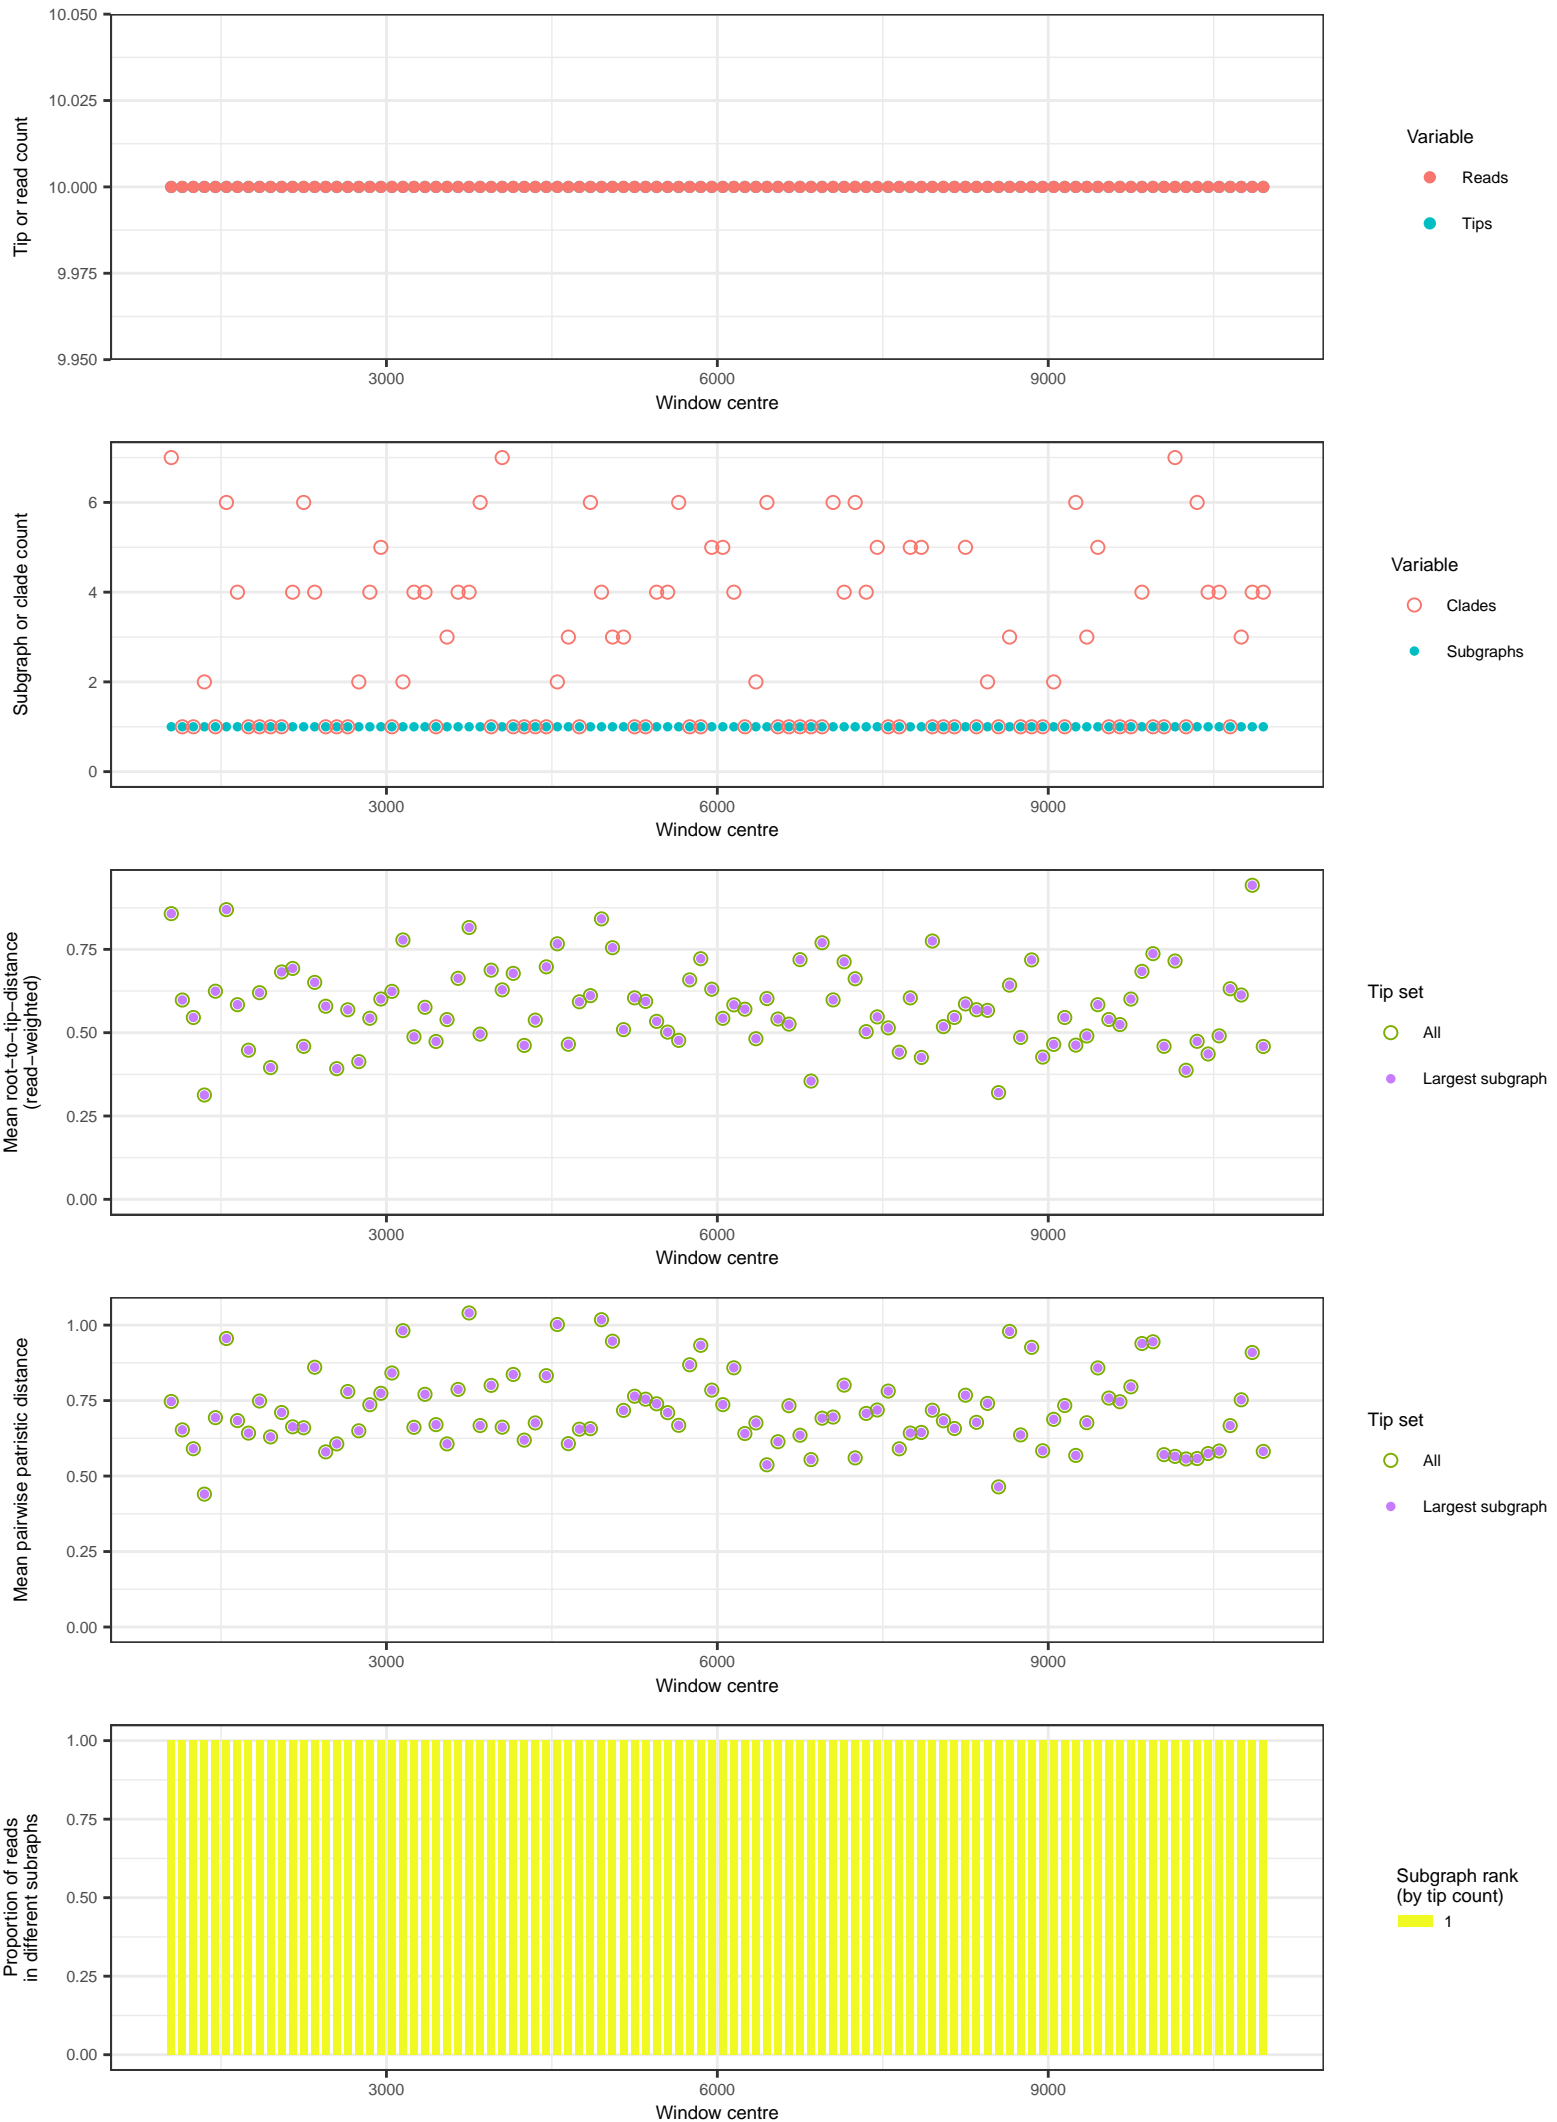 10.050
10.025
10.000
9.975
9.950
Tip or read count
3000 6000 9000
Window centre
Variable
Reads
Tips
6
4
2
0
Subgraph or clade count
3000 6000 9000
Window centre
Variable
Clades
Subgraphs
0.75
0.50
0.25
0.00
Mean root−to−tip−distance
(read−weighted)
3000 6000 9000
Window centre
Tip set
All
Largest subgraph
1.00
0.75
0.50
0.25
0.00
Mean pairwise patristic distance
3000 6000 9000
Window centre
Tip set
All
Largest subgraph
1.00
0.75
0.50
0.25
0.00
Proportion of reads
in different subraphs
3000 6000 9000
Window centre
Subgraph rank
(by tip count)
1